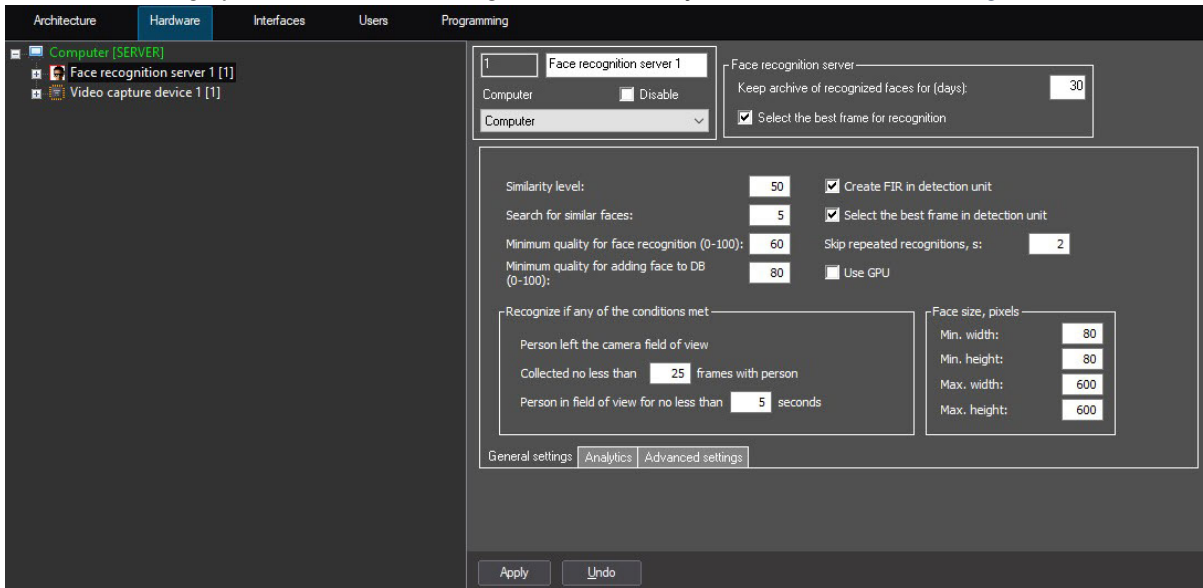 Architecture Hardware Interfaces Users Programming
Computer [SERVER]
Face recognition server 1 [1]
Video capture device 1 [1]
1 Face recognition server 1
Computer Disable
Computer
Face recognition server
Keep archive of recognized faces for (days): 30
Select the best frame for recognition
Similarity level: 50
Create FIR in detection unit
Search for similar faces: 5
Select the best frame in detection unit
Minimum quality for face recognition (0-100): 60
Skip repeated recognitions, s: 2
Minimum quality for adding face to DB
(0-100): 80
Use GPU
Recognize if any of the conditions met
Person left the camera field of view
Collected no less than 25 frames with person
Person in field of view for no less than 5 seconds
Face size, pixels
Min. width: 80
Min. height: 80
Max. width: 600
Max. height: 600
General settings Analytics Advanced settings
Apply Undo